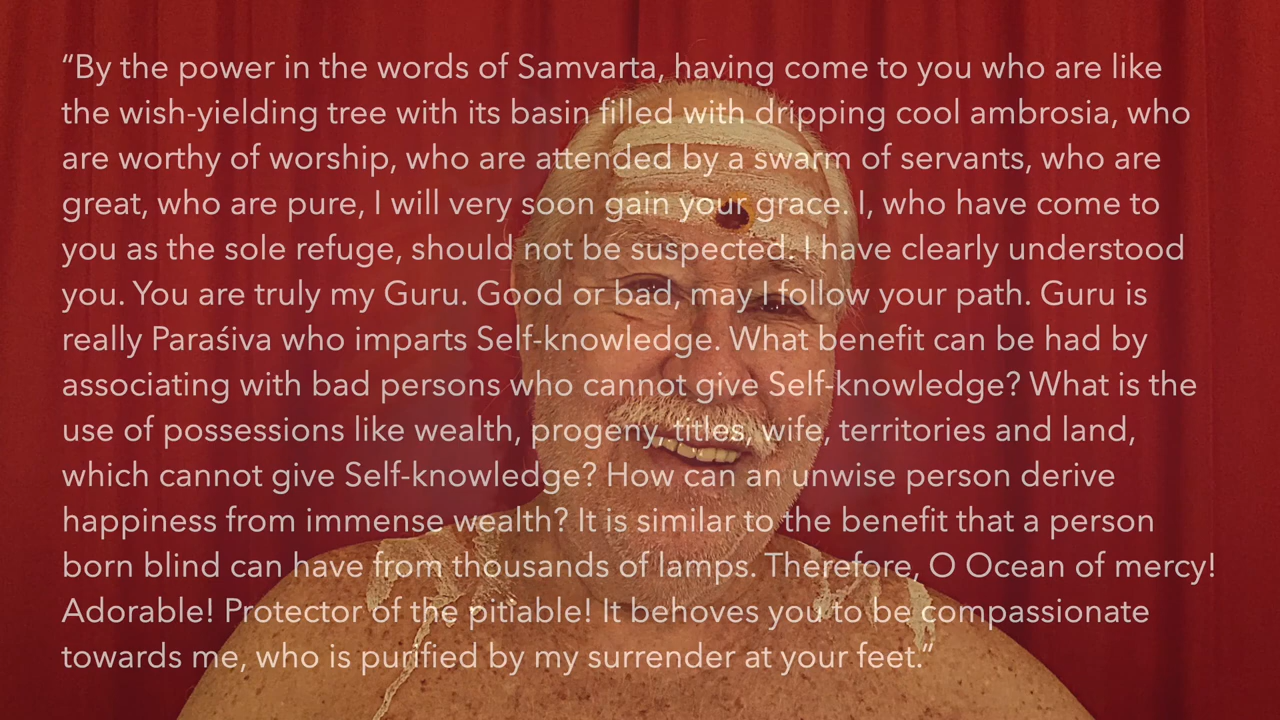 “By the power in the words of Samvarta, having come to you who are like
the wish-yielding tree with its basin filled with dripping cool ambrosia, who
are worthy of worship, who are attended by a swarm of servants, who are
great, who are pure, I will very soon gain your grace. I, who have come to
you as the sole refuge, should not be suspected. I have clearly understood
you. You are truly my Guru. Good or bad, may I follow your path. Guru is
really Paraśiva who imparts Self-knowledge. What benefit can be had by
associating with bad persons who cannot give Self-knowledge? What is the
use of possessions like wealth, progeny, titles, wife, territories and land,
which cannot give Self-knowledge? How can an unwise person derive
happiness from immense wealth? It is similar to the benefit that a person
born blind can have from thousands of lamps. Therefore, O Ocean of mercy!
Adorable! Protector of the pitiable! It behoves you to be compassionate
towards me, who is purified by my surrender at your feet.”